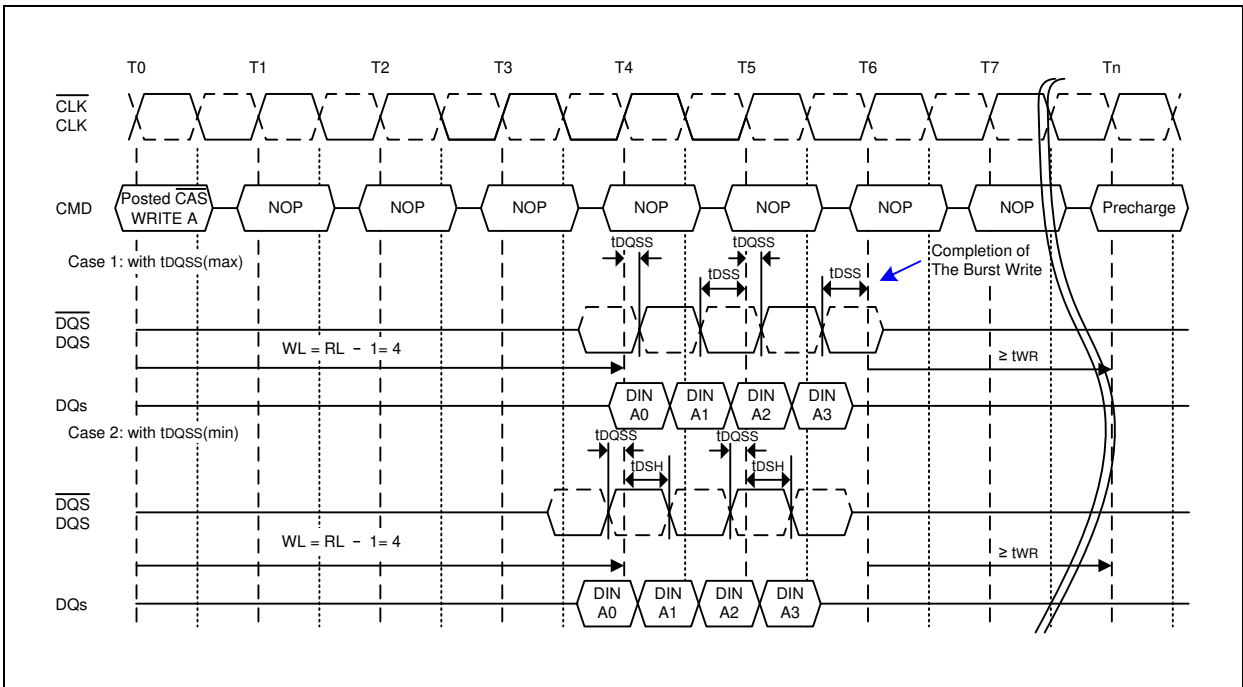 T0 T1 T2 T3 T4 T5 T6 T7 Tn
CLK
CLK
CMD
Posted CAS
WRITE A
NOP NOP NOP NOP NOP NOP NOP Precharge
Case 1: with tDQSS(max)
tDQSS tDQSS
tDSS tDSS
Completion of
The Burst Write
DQS
DQS
WL = RL - 1= 4
≥ tWR
DQs
DIN
A0
DIN
A1
DIN
A2
DIN
A3
Case 2: with tDQSS(min)
tDQSS tDQSS
tDSH tDSH
DQS
DQS
WL = RL - 1= 4
≥ tWR
DQs
DIN
A0
DIN
A1
DIN
A2
DIN
A3